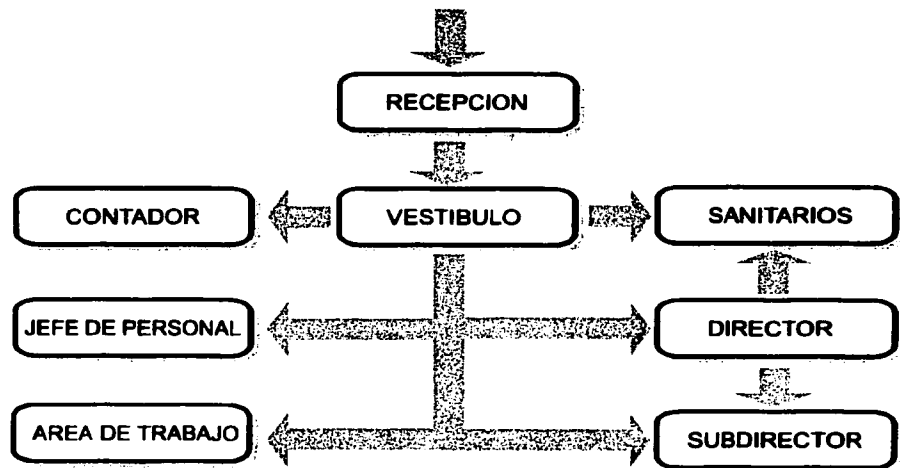 RECEPCION
CONTADOR
VESTIBULO
SANITARIOS
JEFE DE PERSONAL
DIRECTOR
AREA DE TRABAJO
SUBDIRECTOR